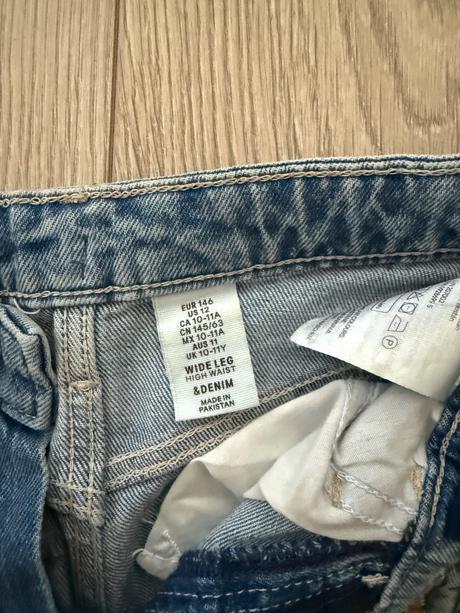 EUR 146
US 12
CA 10-11A
CN 145/63
MX 10-11A
AUS 11
UK 10-11Y
WIDE LEG
HIGH WAIST
&DENIM
MADE IN
PAKISTAN